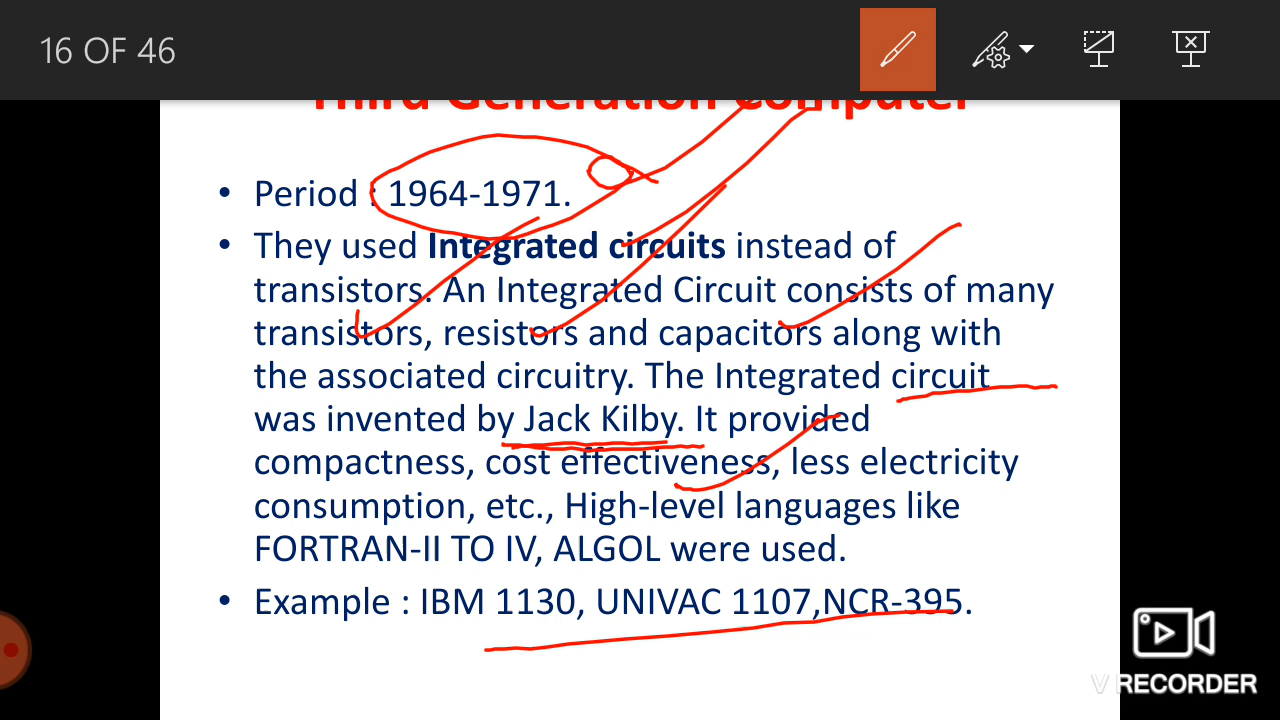 16 OF 46
Third Generation Computer
• Period : 1964-1971.
• They used Integrated circuits instead of
transistors. An Integrated Circuit consists of many
transistors, resistors and capacitors along with
the associated circuitry. The Integrated circuit
was invented by Jack Kilby. It provided
compactness, cost effectiveness, less electricity
consumption, etc., High-level languages like
FORTRAN-II TO IV, ALGOL were used.
• Example : IBM 1130, UNIVAC 1107,NCR-395.
V RECORDER